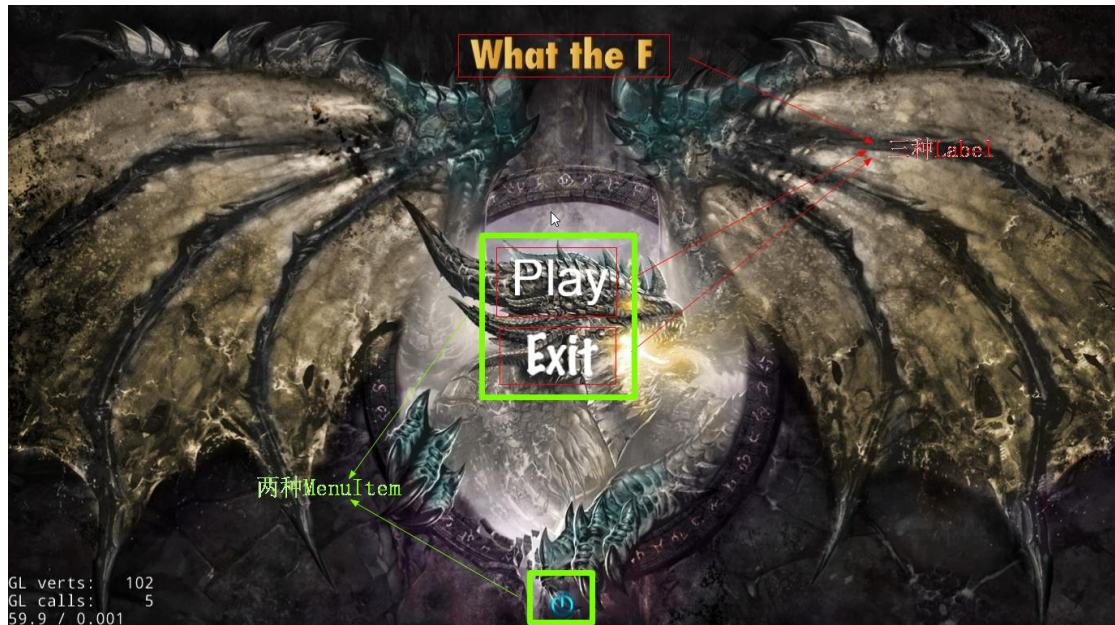 What the F
三种Label
Play
Exit
两种MenuItem
GL verts: 102
GL calls: 5
59.9 / 0.001